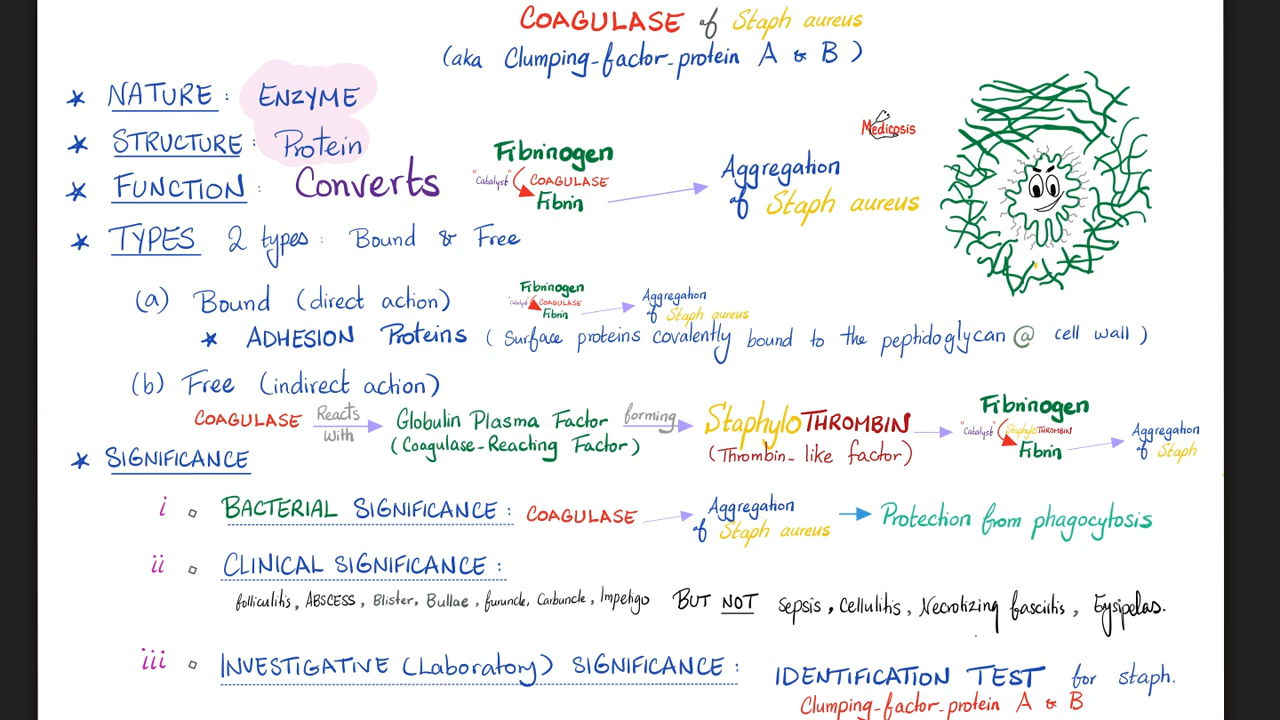 COAGULASE of Staph aureus
(aka Clumping-factor-protein A & B)
* NATURE: ENZYME
Medicosis
* STRUCTURE: Protein
Fibrinogen
"Catalyst" COAGULASE
Fibrin
Aggregation
of Staph aureus
* FUNCTION: Converts
* TYPES 2 types: Bound & Free
(a) Bound (direct action)
Fibrinogen
"Catalyst" COAGULASE
Fibrin
Aggregation
of Staph aureus
* ADHESION Proteins (Surface proteins covalently bound to the peptidoglycan @ cell wall)
(b) Free (indirect action)
COAGULASE Reacts with Globulin Plasma Factor forming StaphyloTHROMBIN
(Coagulase-Reacting Factor) (Thrombin-like factor)
Fibrinogen
"Catalyst" StaphyloTHROMBIN
Fibrin
Aggregation
of Staph
* SIGNIFICANCE
i BACTERIAL SIGNIFICANCE: COAGULASE Aggregation of Staph aureus Protection from phagocytosis
ii CLINICAL SIGNIFICANCE:
folliculitis, ABSCESS, Blister, Bullae, furuncle, Carbuncle, Impetigo BUT NOT Sepsis, Cellulitis, Necrotizing fasciitis, Erysipelas.
iii INVESTIGATIVE (Laboratory) SIGNIFICANCE: IDENTIFICATION TEST for staph.
Clumping-factor-protein A & B